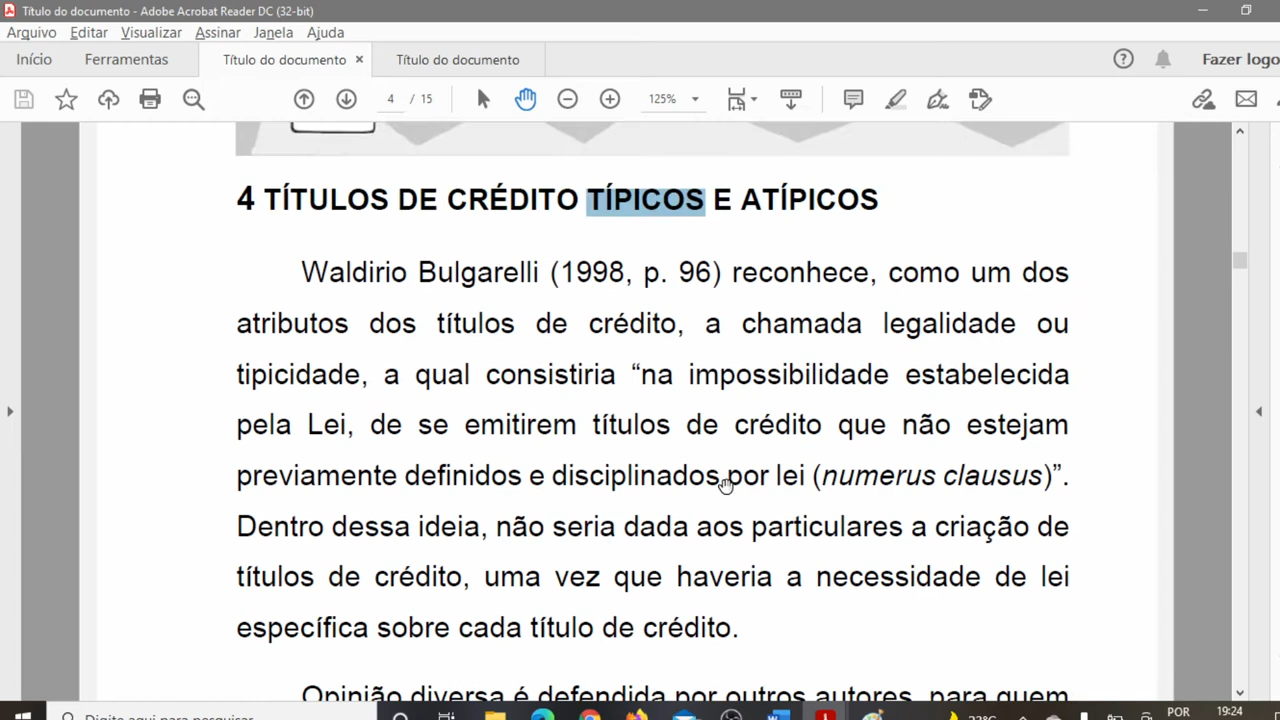 Título do documento - Adobe Acrobat Reader DC (32-bit)
Arquivo Editar Visualizar Assinar Janela Ajuda
Início Ferramentas Título do documento × Título do documento Fazer logo
4 / 15 125%
4 TÍTULOS DE CRÉDITO TÍPICOS E ATÍPICOS
Waldirio Bulgarelli (1998, p. 96) reconhece, como um dos
atributos dos títulos de crédito, a chamada legalidade ou
tipicidade, a qual consistiria “na impossibilidade estabelecida
pela Lei, de se emitirem títulos de crédito que não estejam
previamente definidos e disciplinados por lei (numerus clausus)”.
Dentro dessa ideia, não seria dada aos particulares a criação de
títulos de crédito, uma vez que haveria a necessidade de lei
específica sobre cada título de crédito.
Opinião diversa é defendida por outros autores, para quem
Digite aqui para pesquisar 22°C POR 19:24